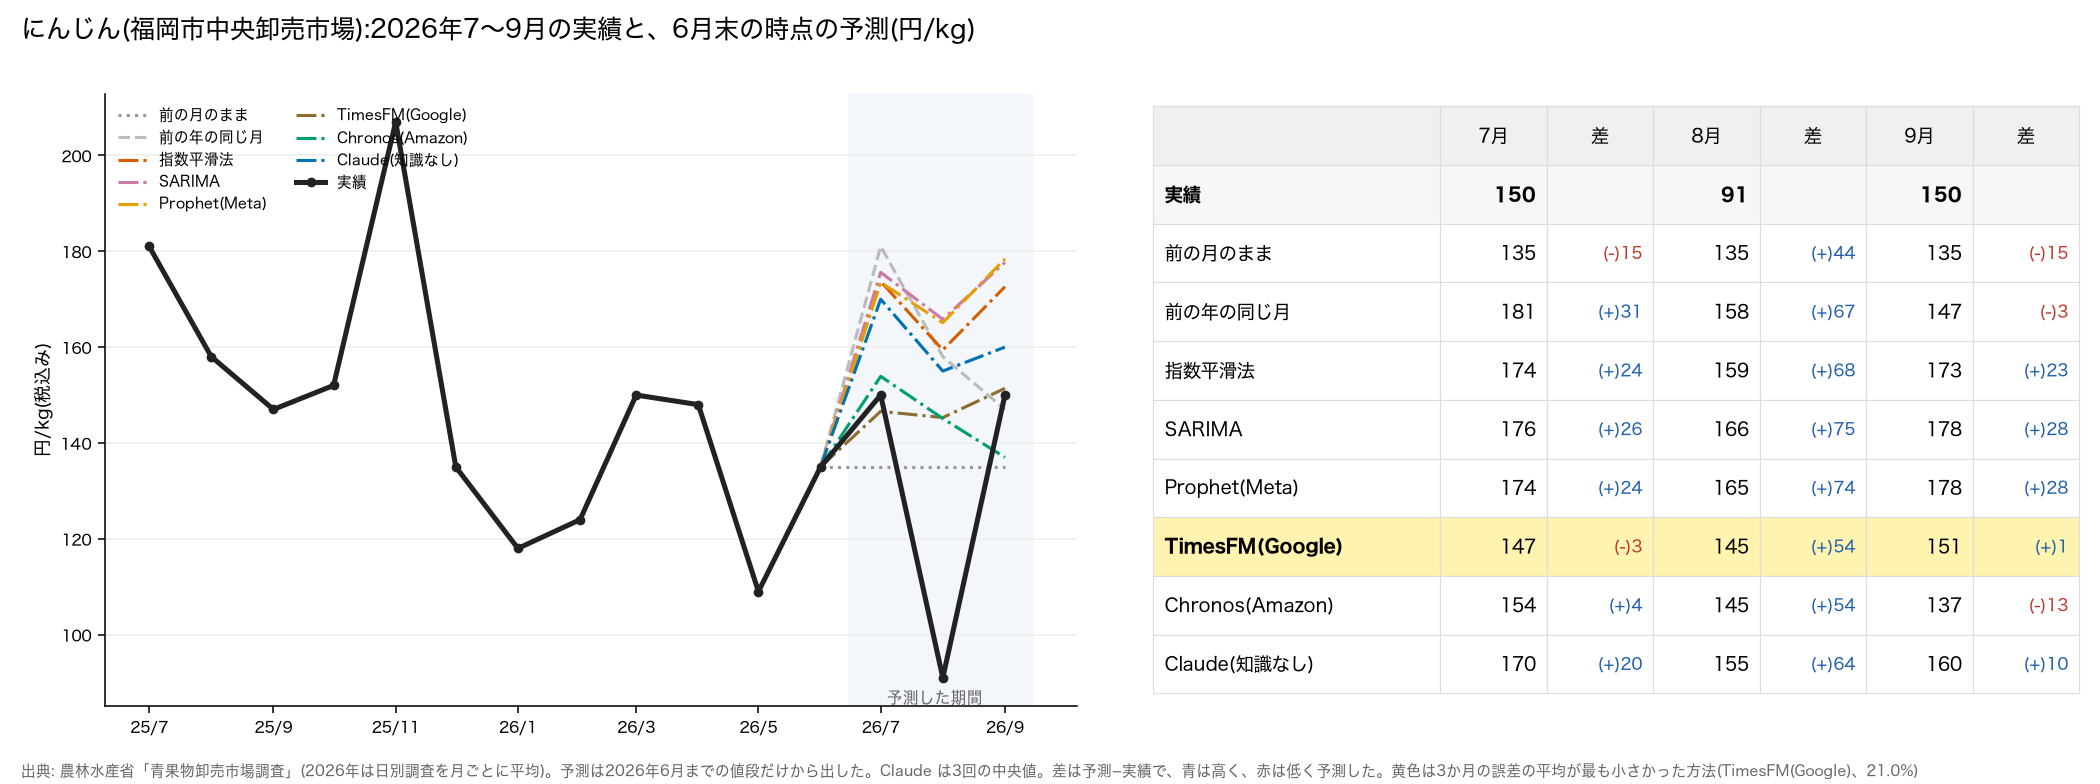 にんじん(福岡市中央卸売市場):2026年7〜9月の実績と、6月末の時点の予測(円/kg)
前の月のまま
前の年の同じ月
指数平滑法
SARIMA
Prophet(Meta)
TimesFM(Google)
Chronos(Amazon)
Claude(知識なし)
実績
円/kg(税込み)
200
180
160
140
120
100
予測した期間
25/7 25/9 25/11 26/1 26/3 26/5 26/7 26/9
7月 差 8月 差 9月 差
実績 150 91 150
前の月のまま 135 (-)15 135 (+)44 135 (-)15
前の年の同じ月 181 (+)31 158 (+)67 147 (-)3
指数平滑法 174 (+)24 159 (+)68 173 (+)23
SARIMA 176 (+)26 166 (+)75 178 (+)28
Prophet(Meta) 174 (+)24 165 (+)74 178 (+)28
TimesFM(Google) 147 (-)3 145 (+)54 151 (+)1
Chronos(Amazon) 154 (+)4 145 (+)54 137 (-)13
Claude(知識なし) 170 (+)20 155 (+)64 160 (+)10
出典: 農林水産省「青果物卸売市場調査」(2026年は日別調査を月ごとに平均)。予測は2026年6月までの値段だけから出した。Claude は3回の中央値。差は予測−実績で、青は高く、赤は低く予測した。黄色は3か月の誤差の平均が最も小さかった方法(TimesFM(Google)、21.0%)